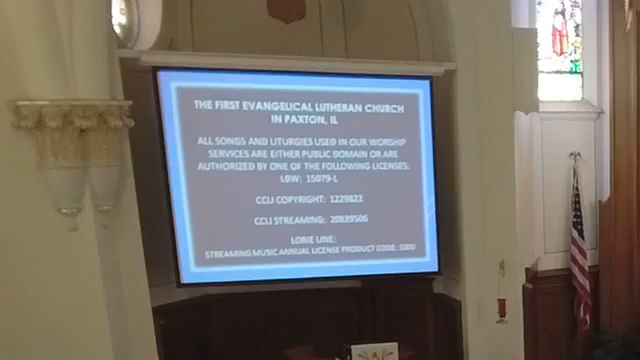 THE FIRST EVANGELICAL LUTHERAN CHURCH
IN PAXTON, IL
ALL SONGS AND LITURGIES USED IN OUR WORSHIP
SERVICES ARE EITHER PUBLIC DOMAIN OR ARE
AUTHORIZED BY ONE OF THE FOLLOWING LICENSES:
LBW: 15079-L
CCLI COPYRIGHT: 1229822
CCLI STREAMING: 20839506
LORIE LINE:
STREAMING MUSIC ANNUAL LICENSE PRODUCT CODE: 5000